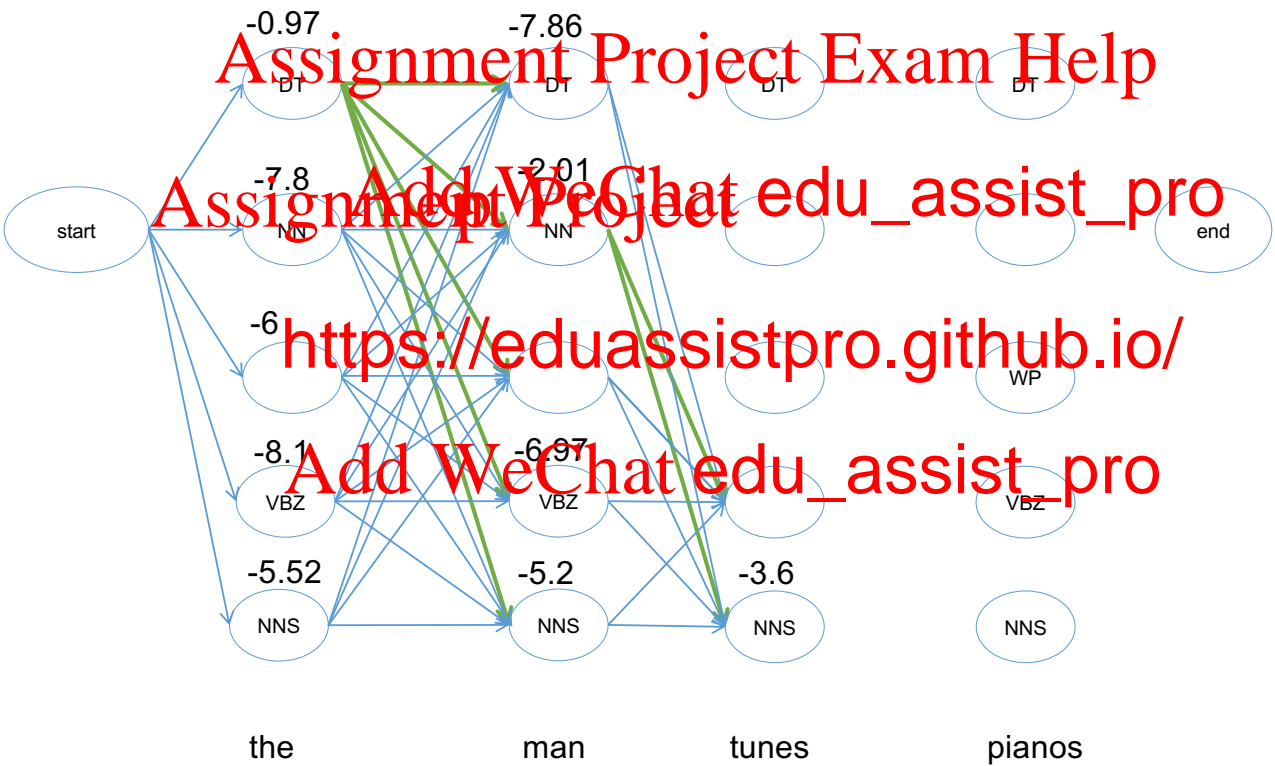 -0.97 -7.86
Assignment Project Exam Help
DT DT DT DT
-7.8 -2.01
Assignment Project
Add WeChat edu_assist_pro
start NN NN end
-6
https://eduassistpro.github.io/
WP
-8.1 -6.97
Add WeChat edu_assist_pro
VBZ VBZ VBZ
-5.52 -5.2 -3.6
NNS NNS NNS NNS
the man tunes pianos